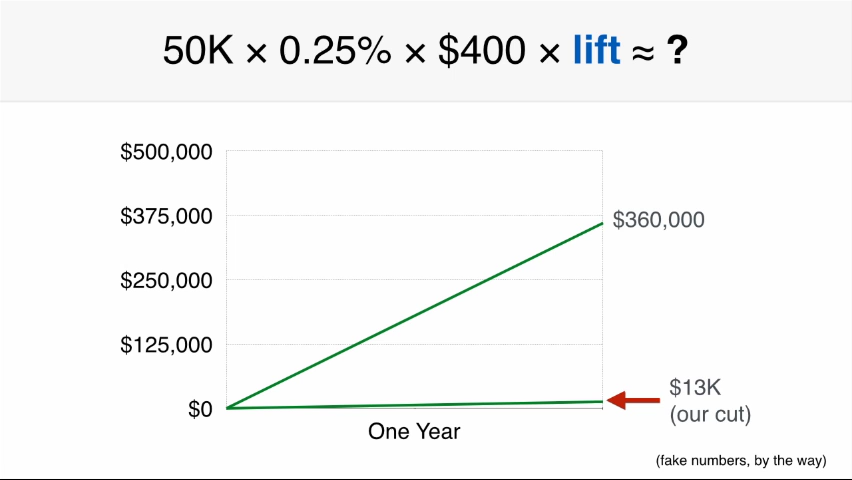 50K × 0.25% × $400 × lift ≈ ?
$500,000
$375,000
$360,000
$250,000
$125,000
$13K
(our cut)
$0
One Year
(fake numbers, by the way)